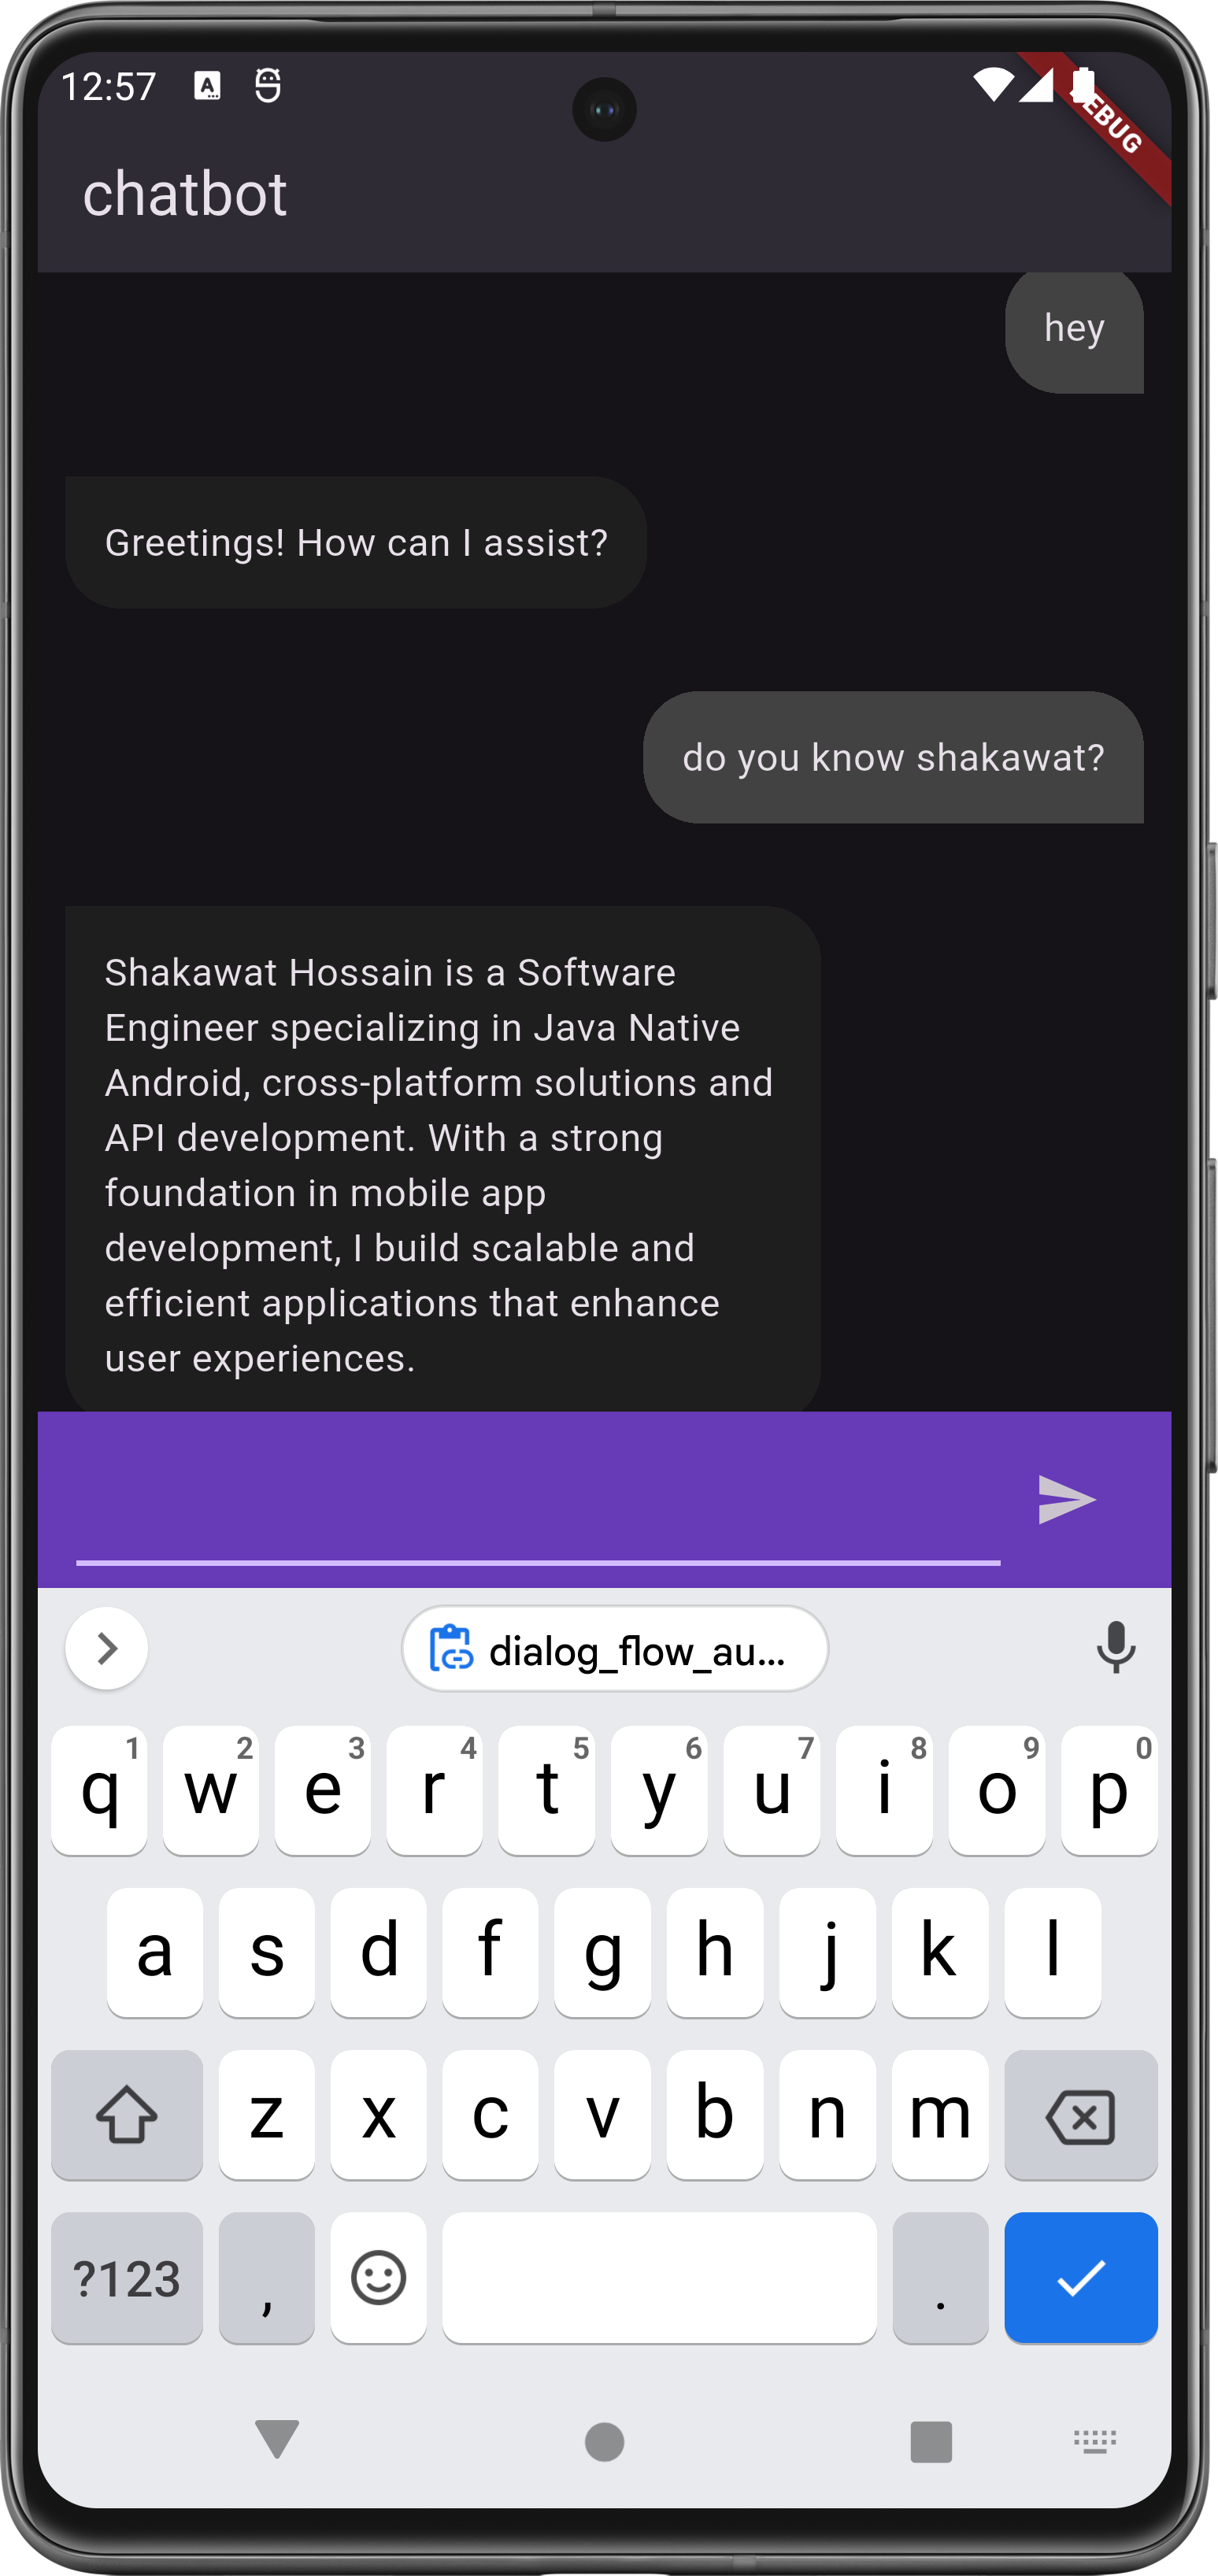 12:57
EBUG
chatbot
hey
Greetings! How can I assist?
do you know shakawat?
Shakawat Hossain is a Software
Engineer specializing in Java Native
Android, cross-platform solutions and
API development. With a strong
foundation in mobile app
development, I build scalable and
efficient applications that enhance
user experiences.
dialog_flow_au...
1 2 3 4 5 6 7 8 9 0
q w e r t y u i o p
a s d f g h j k l
z x c v b n m
?123 , .